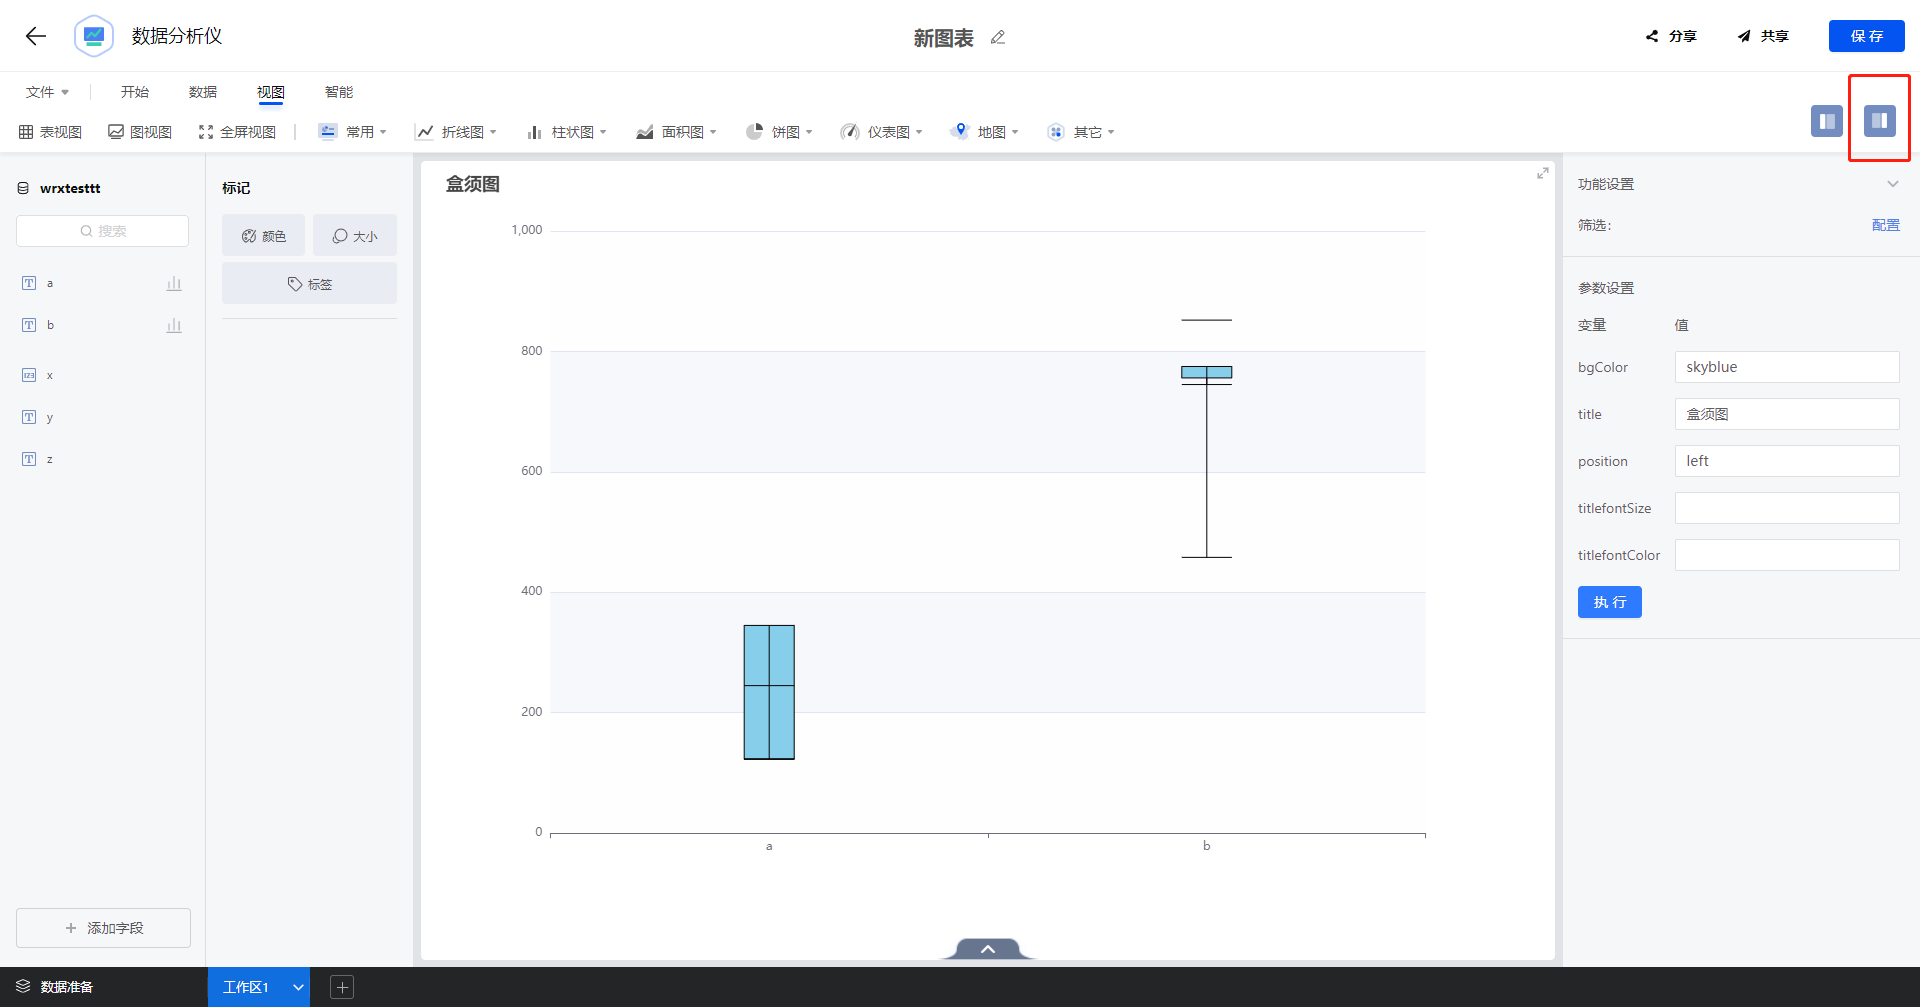 数据分析仪
新图表
分享
共享
保 存
文件
开始
数据
视图
智能
表视图
图视图
全屏视图
常用
折线图
柱状图
面积图
饼图
仪表图
地图
其它
wrxtesttt
搜索
a
b
x
y
z
添加字段
标记
颜色
大小
标签
盒须图
1,000
800
600
400
200
0
a
b
功能设置
筛选:
配置
参数设置
变量 值
bgColor skyblue
title 盒须图
position left
titlefontSize
titlefontColor
执 行
数据准备
工作区1